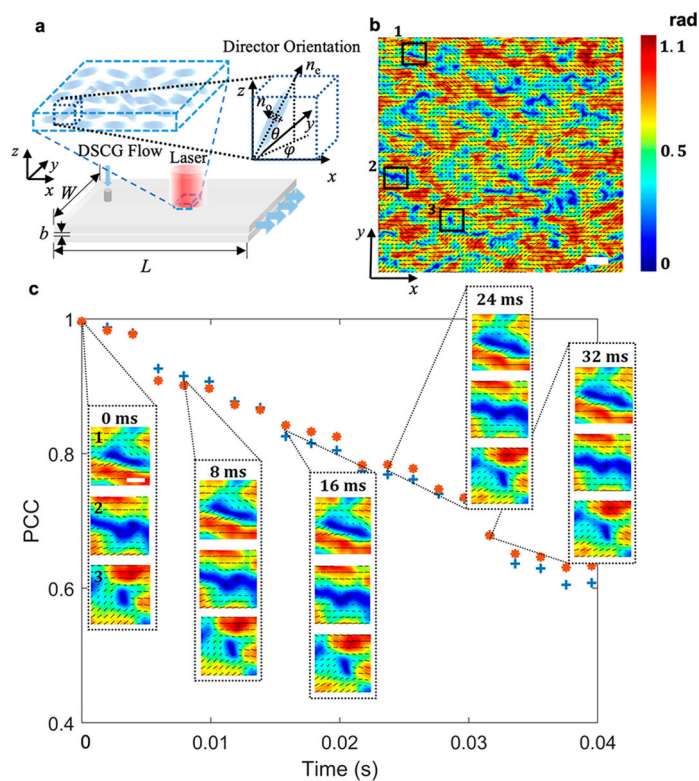 a
Director Orientation
n_e
z
n_o
y
θ
φ
x
DSCG Flow
Laser
z
y
x
W
b
L
b
rad
1
2
3
y
x
1.1
0.5
0
c
PCC
1
0.8
0.6
0.4
0 ms
1
2
3
8 ms
16 ms
24 ms
32 ms
0
0.01
0.02
0.03
0.04
Time (s)